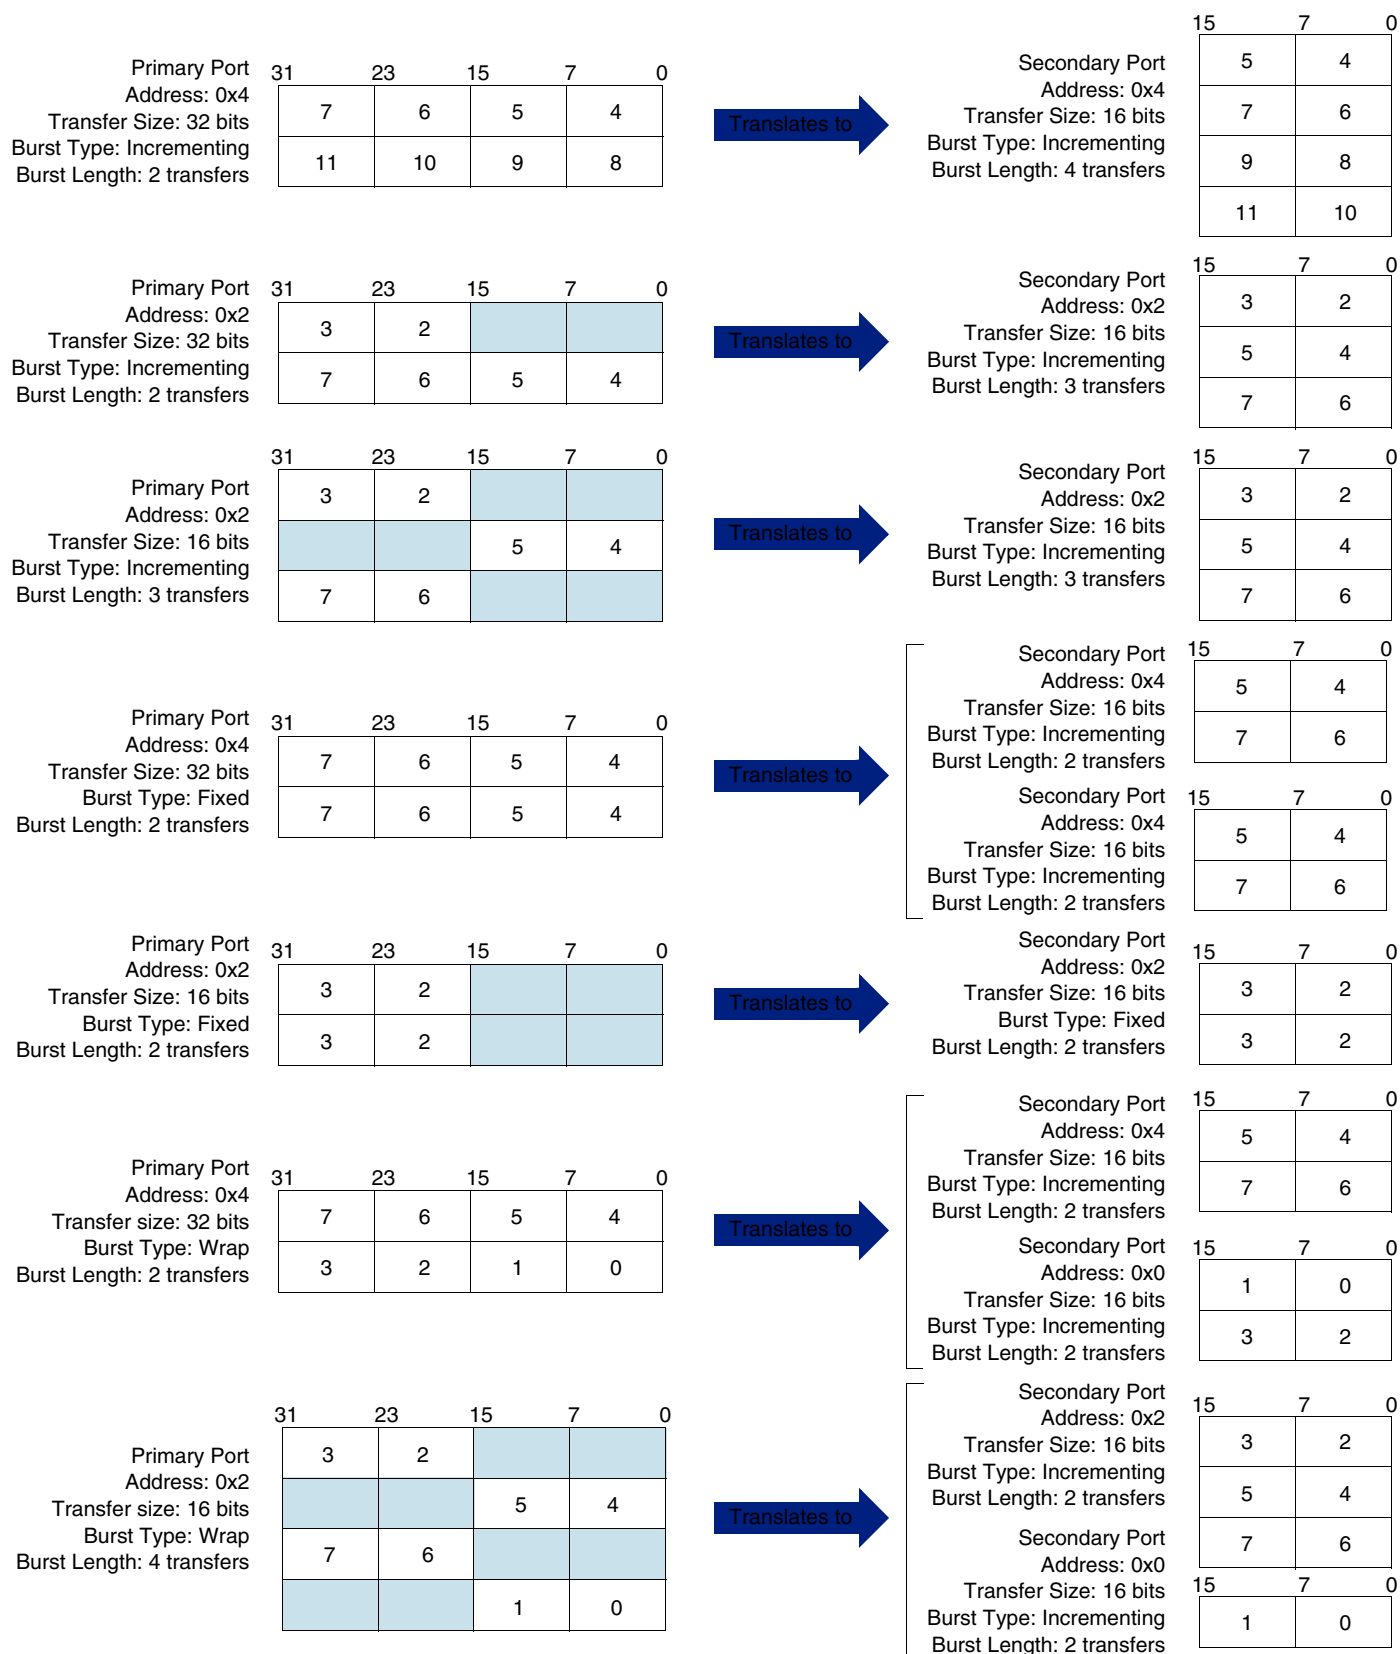 Primary Port
Address: 0x4
Transfer Size: 32 bits
Burst Type: Incrementing
Burst Length: 2 transfers
31 23 15 7 0
7 6 5 4
11 10 9 8
Translates to
Secondary Port
Address: 0x4
Transfer Size: 16 bits
Burst Type: Incrementing
Burst Length: 4 transfers
15 7 0
5 4
7 6
9 8
11 10
Primary Port
Address: 0x2
Transfer Size: 32 bits
Burst Type: Incrementing
Burst Length: 2 transfers
31 23 15 7 0
3 2
7 6 5 4
Translates to
Secondary Port
Address: 0x2
Transfer Size: 16 bits
Burst Type: Incrementing
Burst Length: 3 transfers
15 7 0
3 2
5 4
7 6
Primary Port
Address: 0x2
Transfer Size: 16 bits
Burst Type: Incrementing
Burst Length: 3 transfers
31 23 15 7 0
3 2
5 4
7 6
Translates to
Secondary Port
Address: 0x2
Transfer Size: 16 bits
Burst Type: Incrementing
Burst Length: 3 transfers
15 7 0
3 2
5 4
7 6
Primary Port
Address: 0x4
Transfer Size: 32 bits
Burst Type: Fixed
Burst Length: 2 transfers
31 23 15 7 0
7 6 5 4
7 6 5 4
Translates to
Secondary Port
Address: 0x4
Transfer Size: 16 bits
Burst Type: Incrementing
Burst Length: 2 transfers
15 7 0
5 4
7 6
Secondary Port
Address: 0x4
Transfer Size: 16 bits
Burst Type: Incrementing
Burst Length: 2 transfers
15 7 0
5 4
7 6
Primary Port
Address: 0x2
Transfer Size: 16 bits
Burst Type: Fixed
Burst Length: 2 transfers
31 23 15 7 0
3 2
3 2
Translates to
Secondary Port
Address: 0x2
Transfer Size: 16 bits
Burst Type: Fixed
Burst Length: 2 transfers
15 7 0
3 2
3 2
Primary Port
Address: 0x4
Transfer size: 32 bits
Burst Type: Wrap
Burst Length: 2 transfers
31 23 15 7 0
7 6 5 4
3 2 1 0
Translates to
Secondary Port
Address: 0x4
Transfer Size: 16 bits
Burst Type: Incrementing
Burst Length: 2 transfers
15 7 0
5 4
7 6
Secondary Port
Address: 0x0
Transfer Size: 16 bits
Burst Type: Incrementing
Burst Length: 2 transfers
15 7 0
1 0
3 2
Primary Port
Address: 0x2
Transfer size: 16 bits
Burst Type: Wrap
Burst Length: 4 transfers
31 23 15 7 0
3 2
5 4
7 6
1 0
Translates to
Secondary Port
Address: 0x2
Transfer Size: 16 bits
Burst Type: Incrementing
Burst Length: 2 transfers
15 7 0
3 2
5 4
7 6
Secondary Port
Address: 0x0
Transfer Size: 16 bits
Burst Type: Incrementing
Burst Length: 2 transfers
15 7 0
1 0